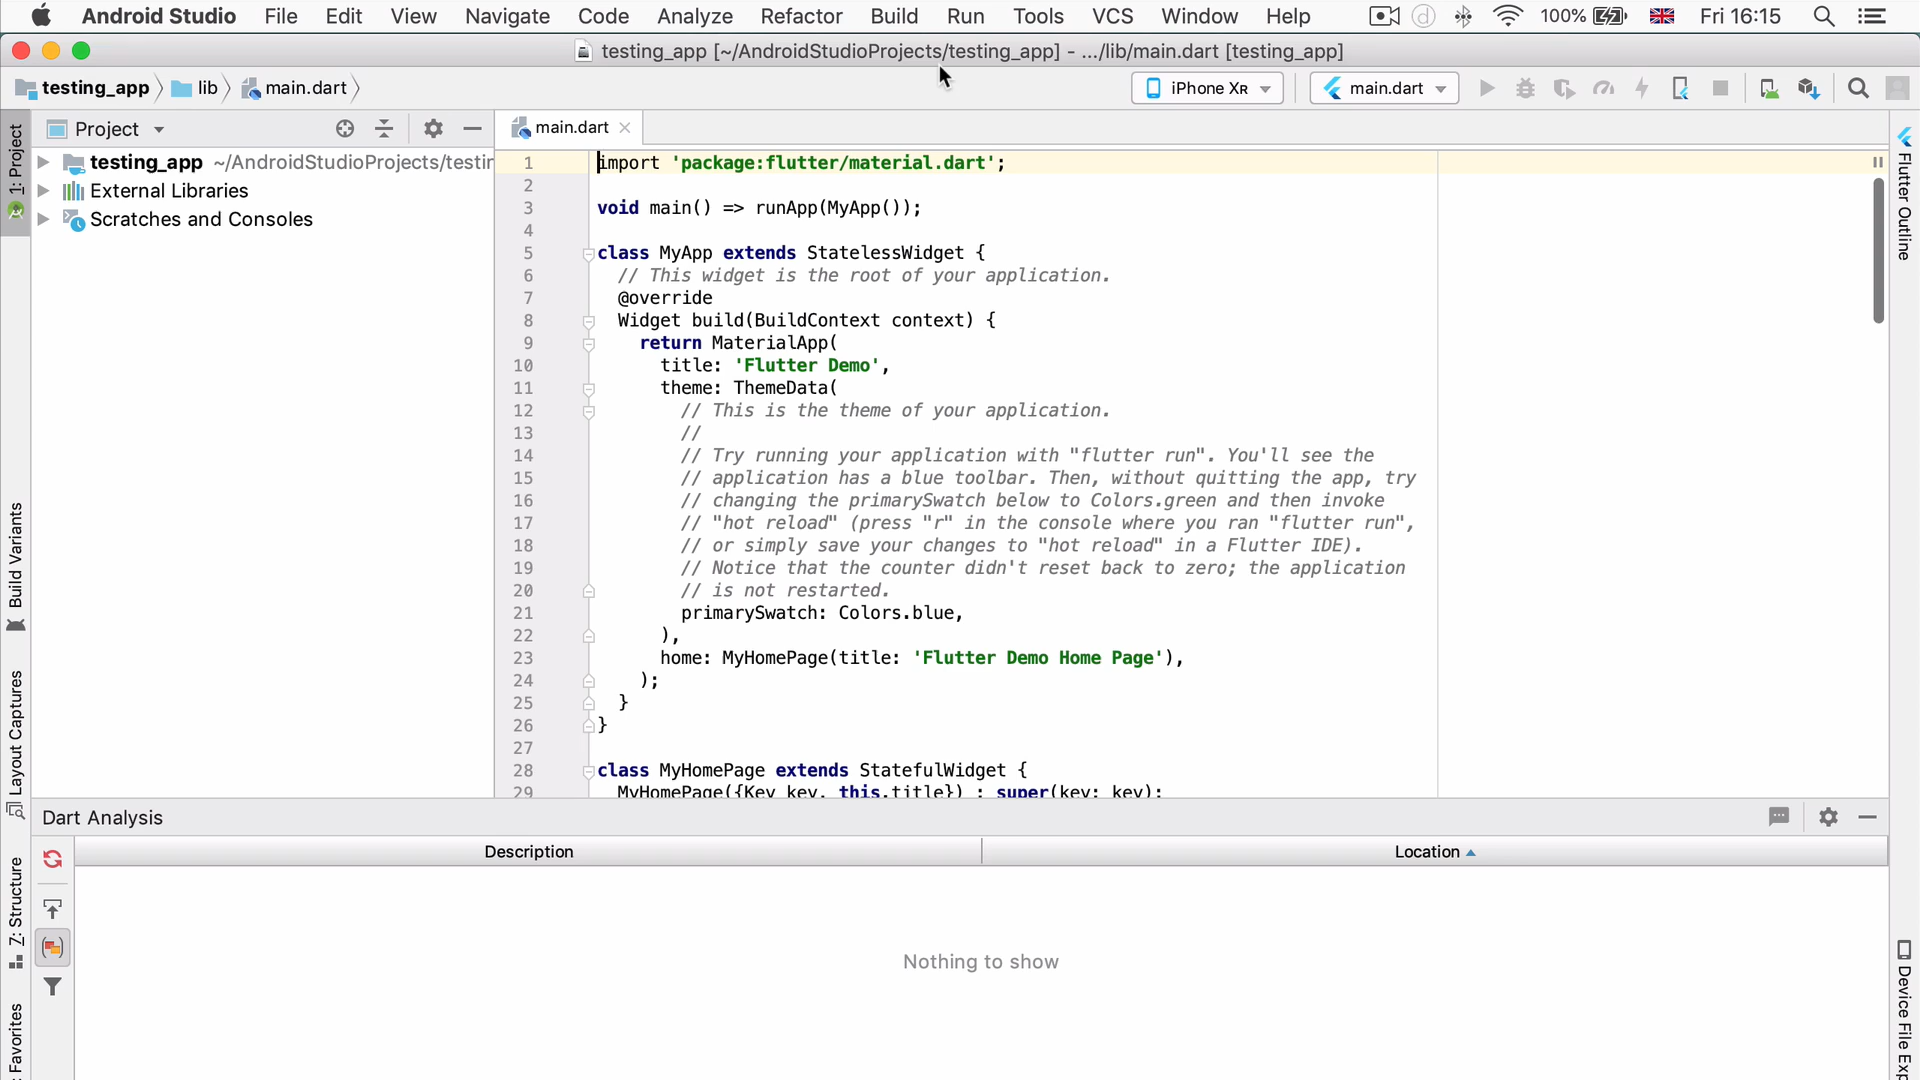 Android Studio File Edit View Navigate Code Analyze Refactor Build Run Tools VCS Window Help 100% Fri 16:15
testing_app [~/AndroidStudioProjects/testing_app] - .../lib/main.dart [testing_app]
testing_app lib main.dart iPhone XR main.dart
Project
main.dart
testing_app ~/AndroidStudioProjects/testin
External Libraries
Scratches and Consoles
1: Project
Build Variants
Layout Captures
Z: Structure
Favorites
1 import 'package:flutter/material.dart';
2
3 void main() => runApp(MyApp());
4
5 class MyApp extends StatelessWidget {
6 // This widget is the root of your application.
7 @override
8 Widget build(BuildContext context) {
9 return MaterialApp(
10 title: 'Flutter Demo',
11 theme: ThemeData(
12 // This is the theme of your application.
13 //
14 // Try running your application with "flutter run". You'll see the
15 // application has a blue toolbar. Then, without quitting the app, try
16 // changing the primarySwatch below to Colors.green and then invoke
17 // "hot reload" (press "r" in the console where you ran "flutter run",
18 // or simply save your changes to "hot reload" in a Flutter IDE).
19 // Notice that the counter didn't reset back to zero; the application
20 // is not restarted.
21 primarySwatch: Colors.blue,
22 ),
23 home: MyHomePage(title: 'Flutter Demo Home Page'),
24 );
25 }
26 }
27
28 class MyHomePage extends StatefulWidget {
29 MyHomePage({Key key, this.title}) : super(key: key);
Flutter Outline
Device File Exp
Dart Analysis
Description Location
Nothing to show